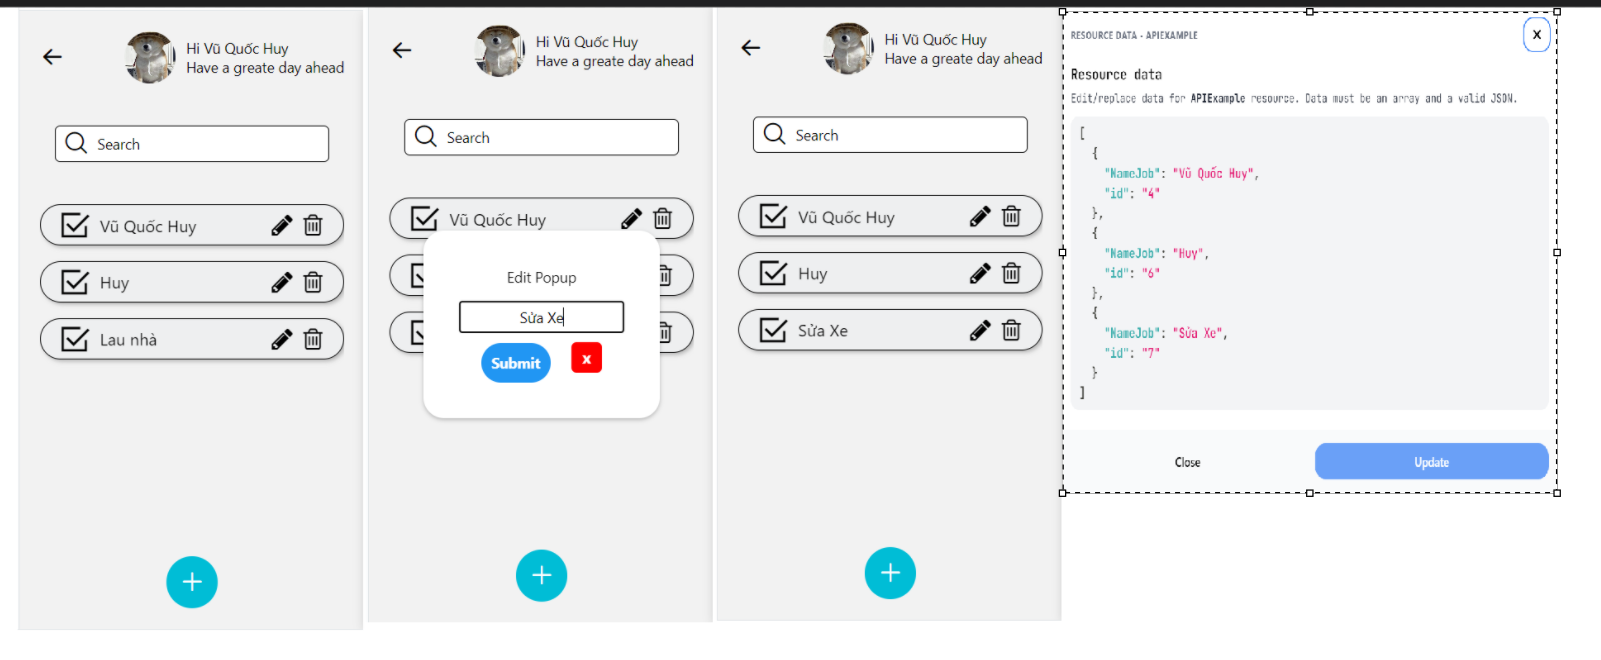 Hi Vũ Quốc Huy
Have a greate day ahead
Search
Vũ Quốc Huy
Huy
Lau nhà
Hi Vũ Quốc Huy
Have a greate day ahead
Search
Vũ Quốc Huy
Edit Popup
Sửa Xe
Submit
x
Hi Vũ Quốc Huy
Have a greate day ahead
Search
Vũ Quốc Huy
Huy
Sửa Xe
RESOURCE DATA - APIEXAMPLE
X
Resource data
Edit/replace data for APIExample resource. Data must be an array and a valid JSON.
[
{
"NameJob": "Vũ Quốc Huy",
"id": "4"
},
{
"NameJob": "Huy",
"id": "6"
},
{
"NameJob": "Sửa Xe",
"id": "7"
}
]
Close
Update